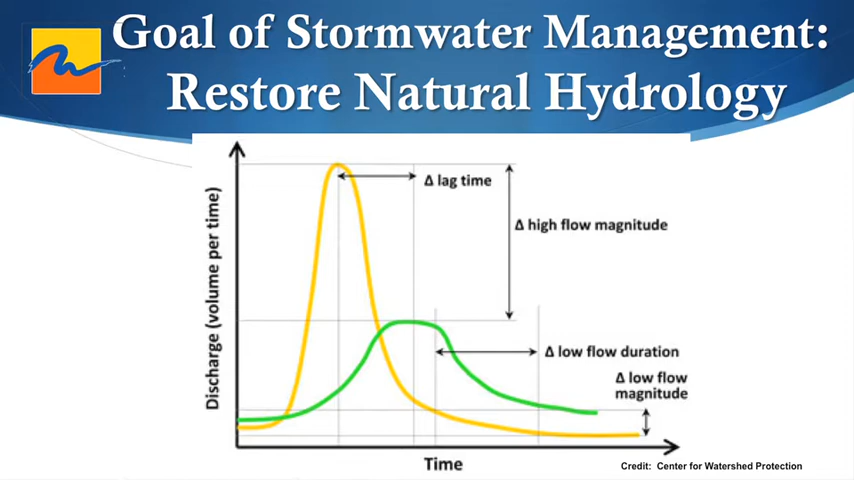 Goal of Stormwater Management:
Restore Natural Hydrology
Δ lag time
Δ high flow magnitude
Discharge (volume per time)
Δ low flow duration
Δ low flow
magnitude
Time
Credit: Center for Watershed Protection